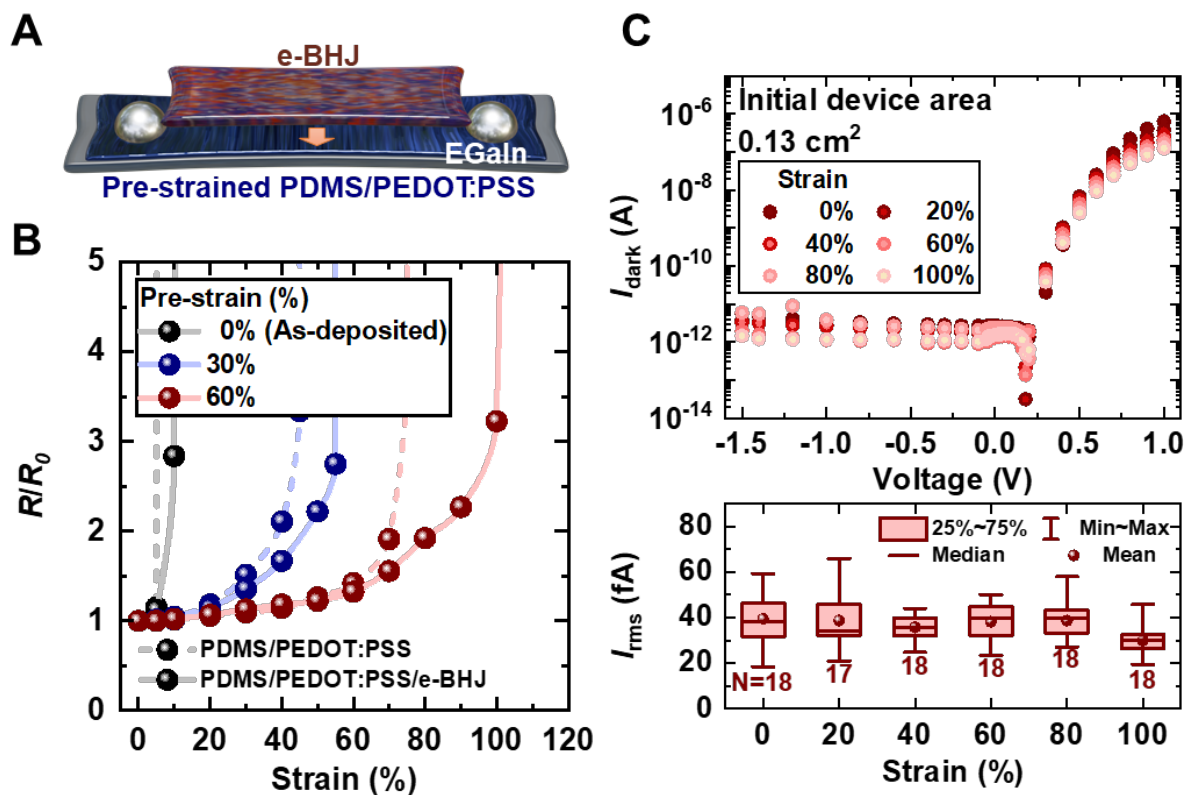 A
e-BHJ
EGaIn
Pre-strained PDMS/PEDOT:PSS
B
R/R0
5
4
3
2
1
0
Pre-strain (%)
0% (As-deposited)
30%
60%
PDMS/PEDOT:PSS
PDMS/PEDOT:PSS/e-BHJ
0 20 40 60 80 100 120
Strain (%)
C
Idark (A)
10-6
10-8
10-10
10-12
10-14
Initial device area
0.13 cm2
Strain
0% 20%
40% 60%
80% 100%
-1.5 -1.0 -0.5 0.0 0.5 1.0
Voltage (V)
Irms (fA)
80
60
40
20
0
25%~75% Min~Max
Median Mean
N=18 17 18 18 18 18
0 20 40 60 80 100
Strain (%)